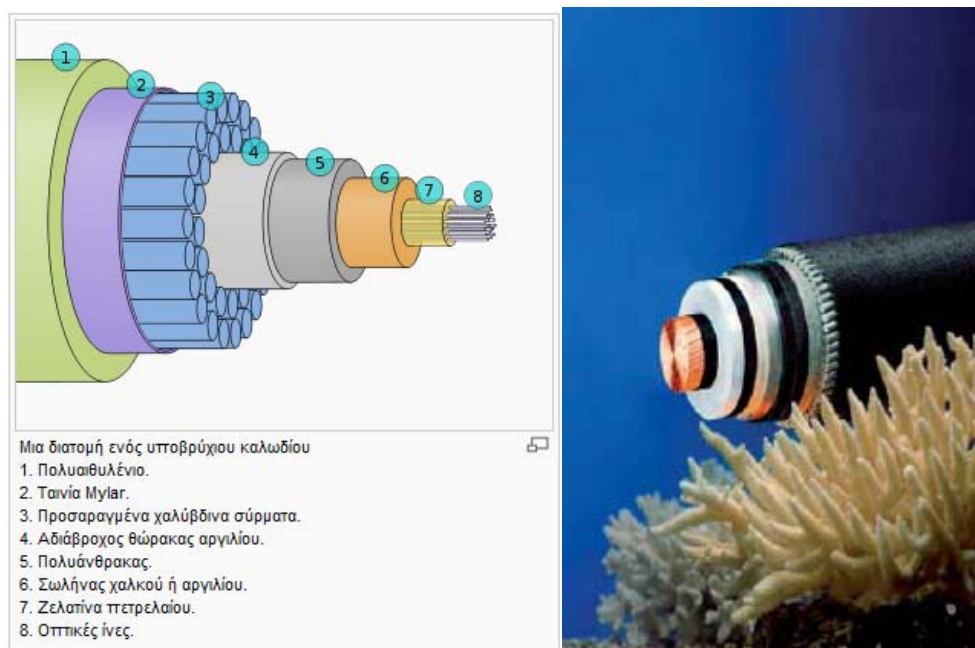 1
2
3
4
5
6
7
8
Μια διατομή ενός υποβρύχιου καλωδίου
1. Πολυαιθυλένιο.
2. Ταινία Mylar.
3. Προσαραγμένα χαλύβδινα σύρματα.
4. Αδιάβροχος θώρακας αργιλίου.
5. Πολυάνθρακας.
6. Σωλήνας χαλκού ή αργιλίου.
7. Ζελατίνα πετρελαίου.
8. Οπτικές ίνες.